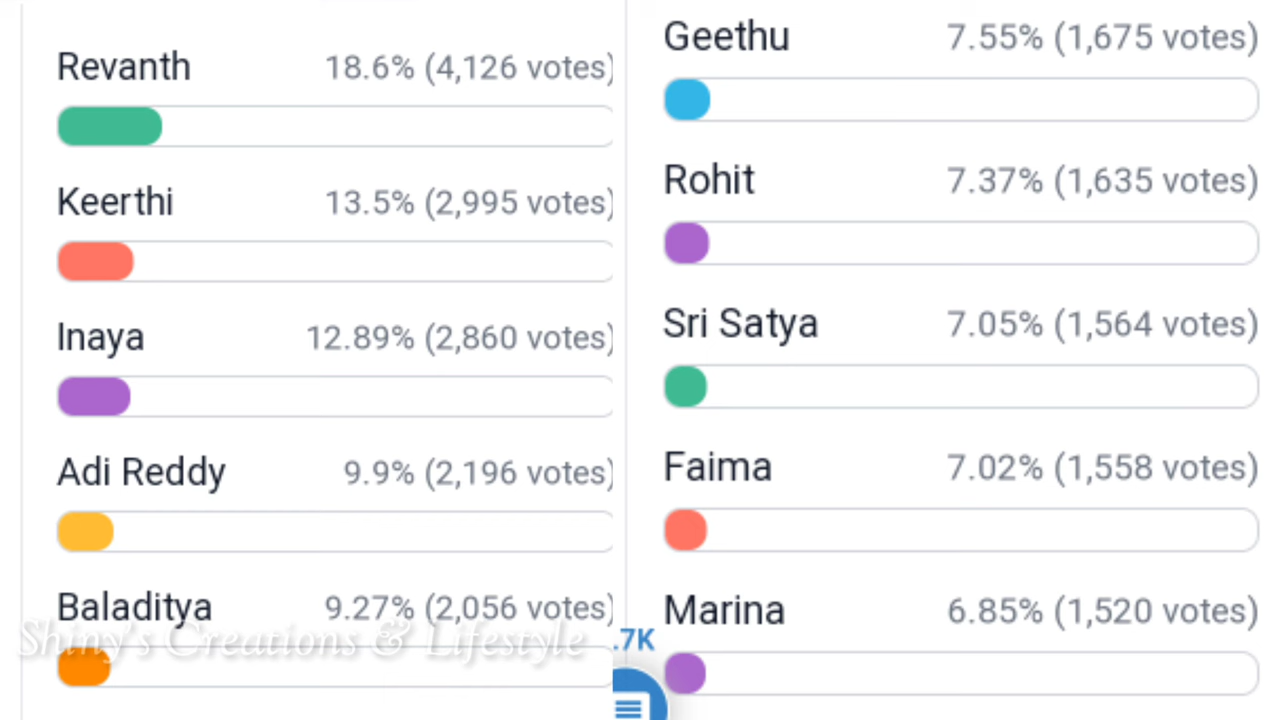 Revanth 18.6% (4,126 votes)
Keerthi 13.5% (2,995 votes)
Inaya 12.89% (2,860 votes)
Adi Reddy 9.9% (2,196 votes)
Baladitya 9.27% (2,056 votes)
Shiny's Creations & Lifestyle
Geethu 7.55% (1,675 votes)
Rohit 7.37% (1,635 votes)
Sri Satya 7.05% (1,564 votes)
Faima 7.02% (1,558 votes)
Marina 6.85% (1,520 votes)
.7K